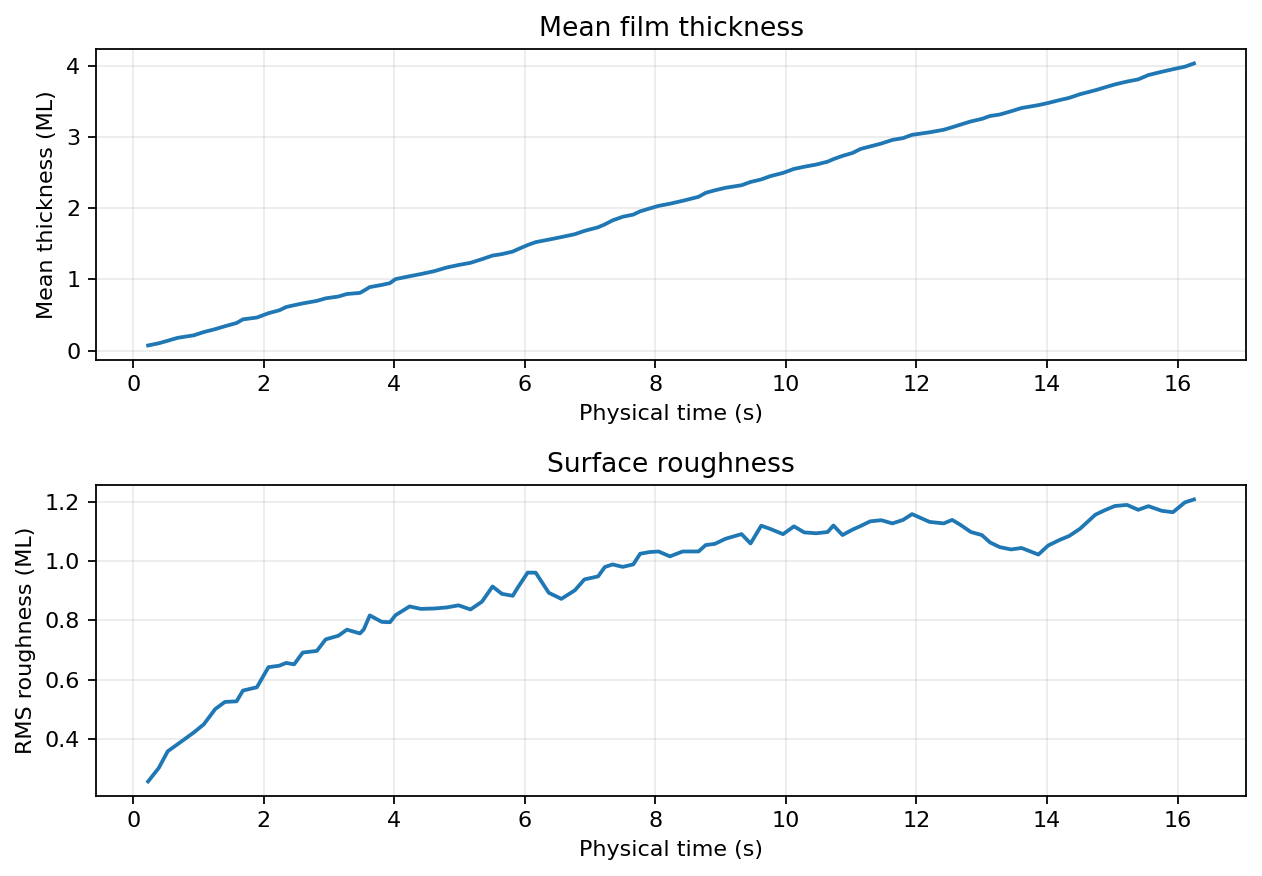 Mean film thickness
Mean thickness (ML)
4
3
2
1
0
0 2 4 6 8 10 12 14 16
Physical time (s)
Surface roughness
RMS roughness (ML)
1.2
1.0
0.8
0.6
0.4
0 2 4 6 8 10 12 14 16
Physical time (s)